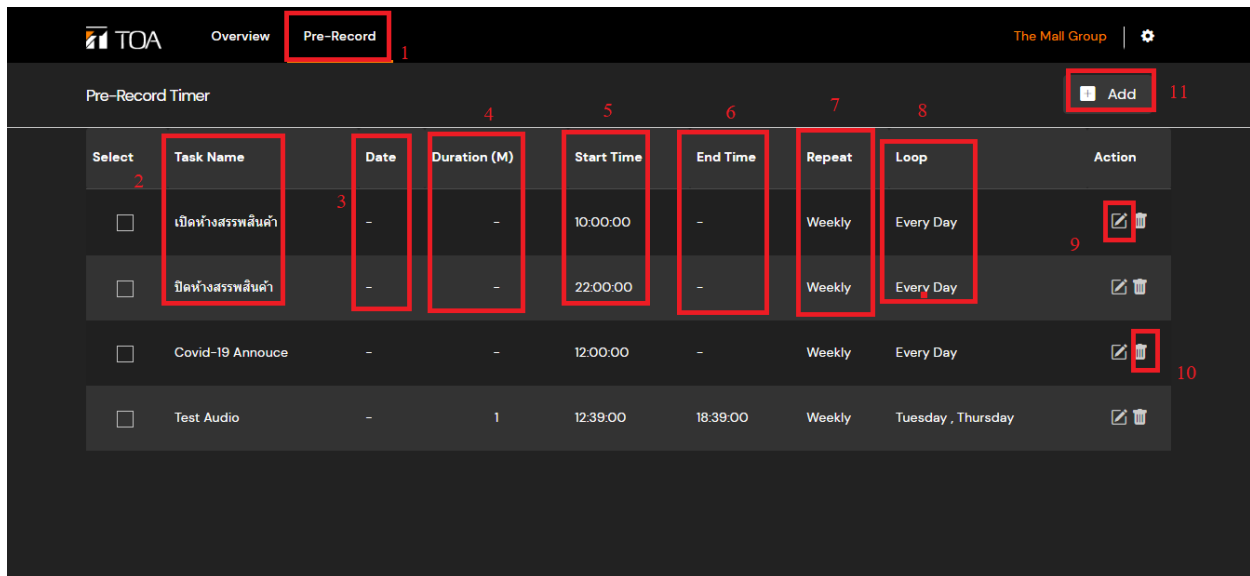 TOA Overview Pre-Record The Mall Group
1
Pre-Record Timer Add 11
4 5 6 7 8
Select Task Name Date Duration (M) Start Time End Time Repeat Loop Action
2
3
เปิดห้างสรรพสินค้า - - 10:00:00 - Weekly Every Day
9
ปิดห้างสรรพสินค้า - - 22:00:00 - Weekly Every Day
Covid-19 Annouce - - 12:00:00 - Weekly Every Day
10
Test Audio - 1 12:39:00 18:39:00 Weekly Tuesday , Thursday